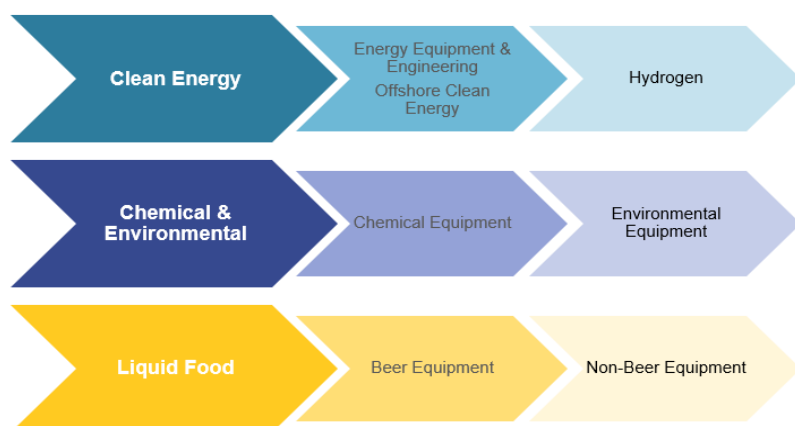 Clean Energy
Energy Equipment &
Engineering
Offshore Clean
Energy
Hydrogen
Chemical &
Environmental
Chemical Equipment
Environmental
Equipment
Liquid Food
Beer Equipment
Non-Beer Equipment